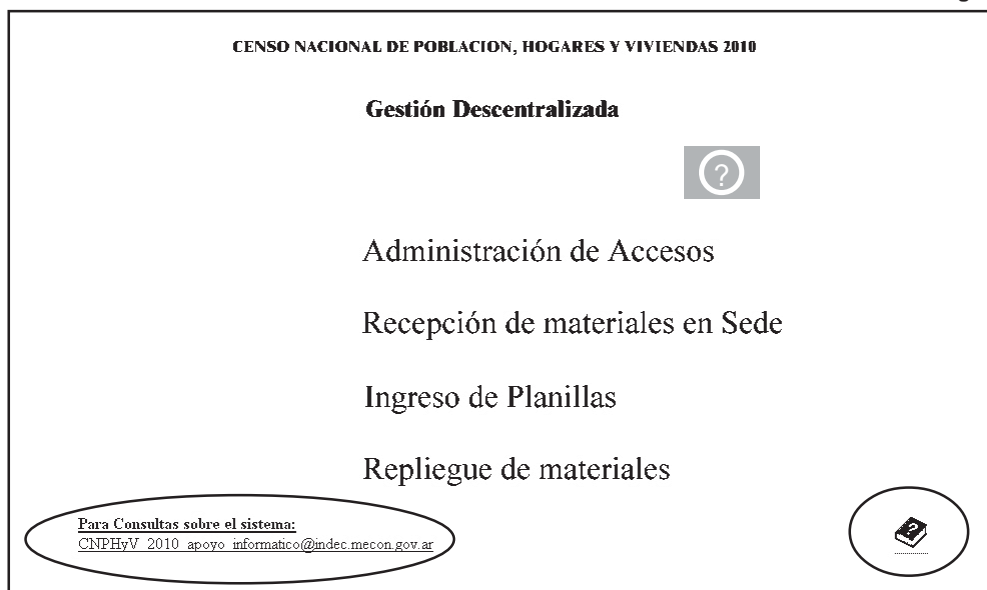 CENSO NACIONAL DE POBLACION, HOGARES Y VIVIENDAS 2010
Gestión Descentralizada
?
Administración de Accesos
Recepción de materiales en Sede
Ingreso de Planillas
Repliegue de materiales
Para Consultas sobre el sistema:
CNPHyV_2010_apoyo_informatico@indec.mecon.gov.ar
?